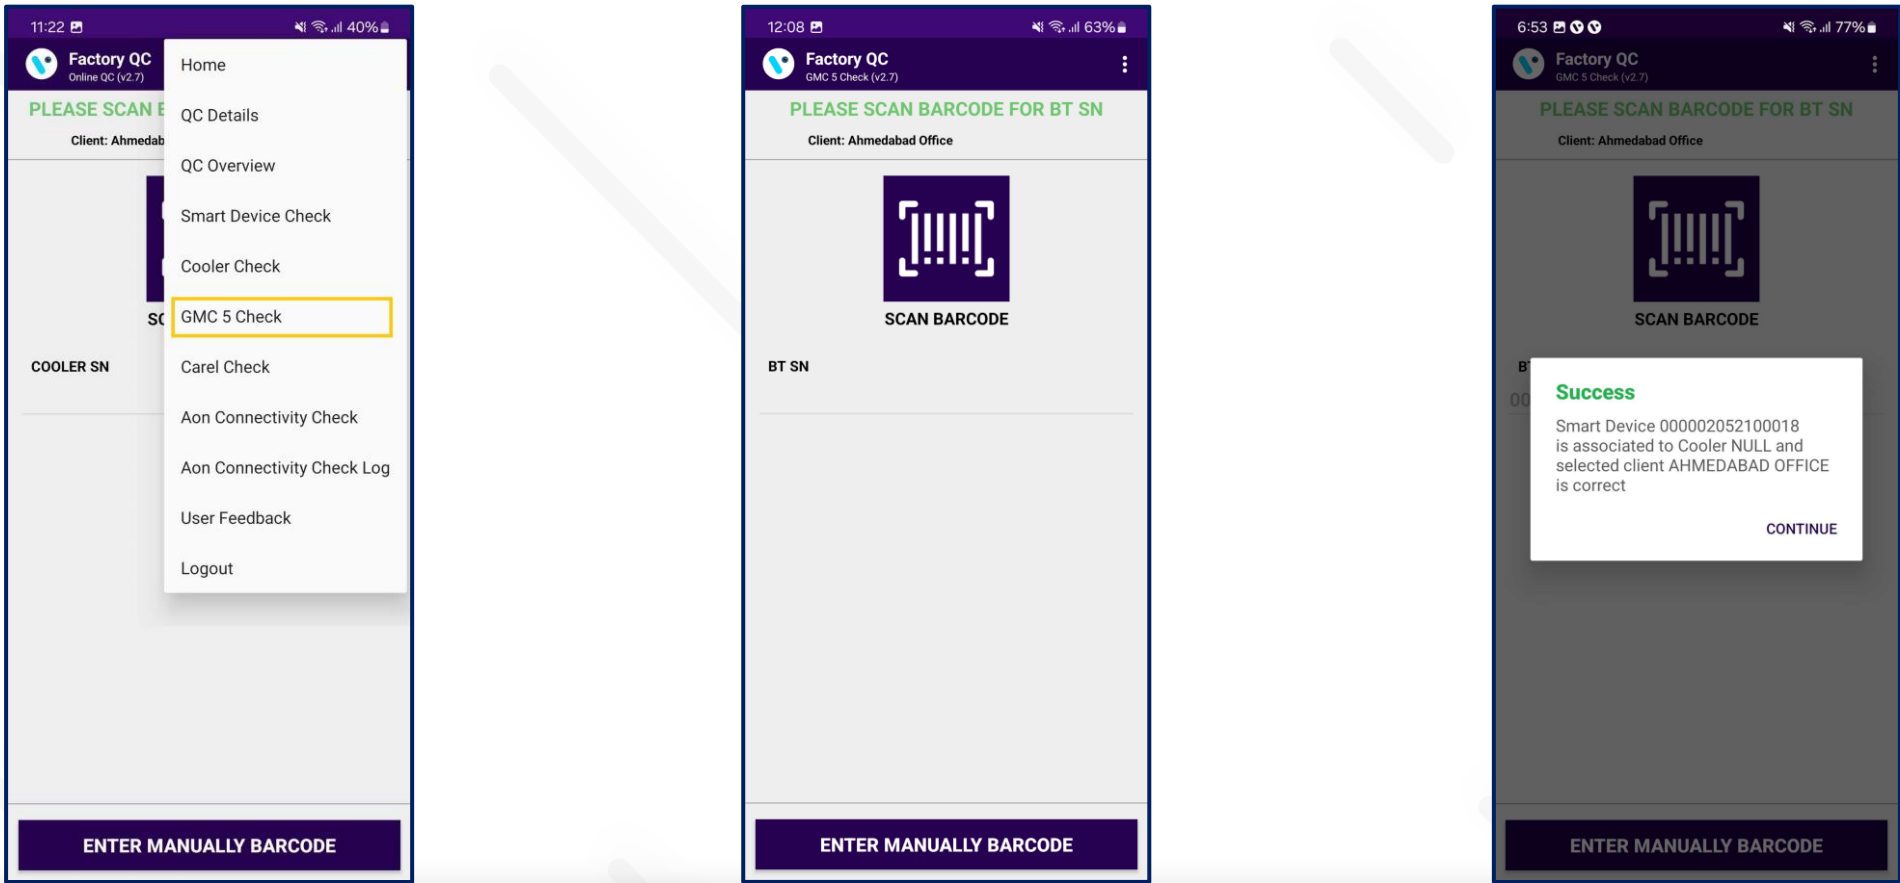 11:22
40%
Factory QC
Online QC (v2.7)
PLEASE SCAN
Client: Ahmedab
COOLER SN
Home
QC Details
QC Overview
Smart Device Check
Cooler Check
GMC 5 Check
Carel Check
Aon Connectivity Check
Aon Connectivity Check Log
User Feedback
Logout
ENTER MANUALLY BARCODE
12:08
63%
Factory QC
GMC 5 Check (v2.7)
PLEASE SCAN BARCODE FOR BT SN
Client: Ahmedabad Office
SCAN BARCODE
BT SN
ENTER MANUALLY BARCODE
6:53
77%
Factory QC
GMC 5 Check (v2.7)
PLEASE SCAN BARCODE FOR BT SN
Client: Ahmedabad Office
SCAN BARCODE
Success
Smart Device 000002052100018
is associated to Cooler NULL and
selected client AHMEDABAD OFFICE
is correct
CONTINUE
ENTER MANUALLY BARCODE